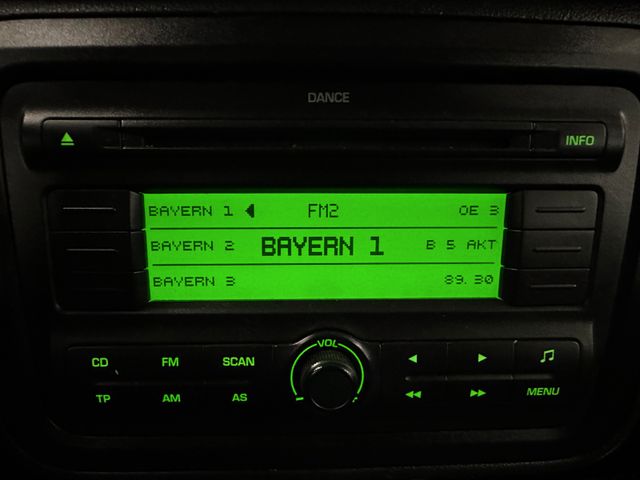 DANCE
INFO
BAYERN 1 FM2 OE 3
BAYERN 2 BAYERN 1 B 5 AKT
BAYERN 3 89.30
VOL
CD FM SCAN
TP AM AS MENU